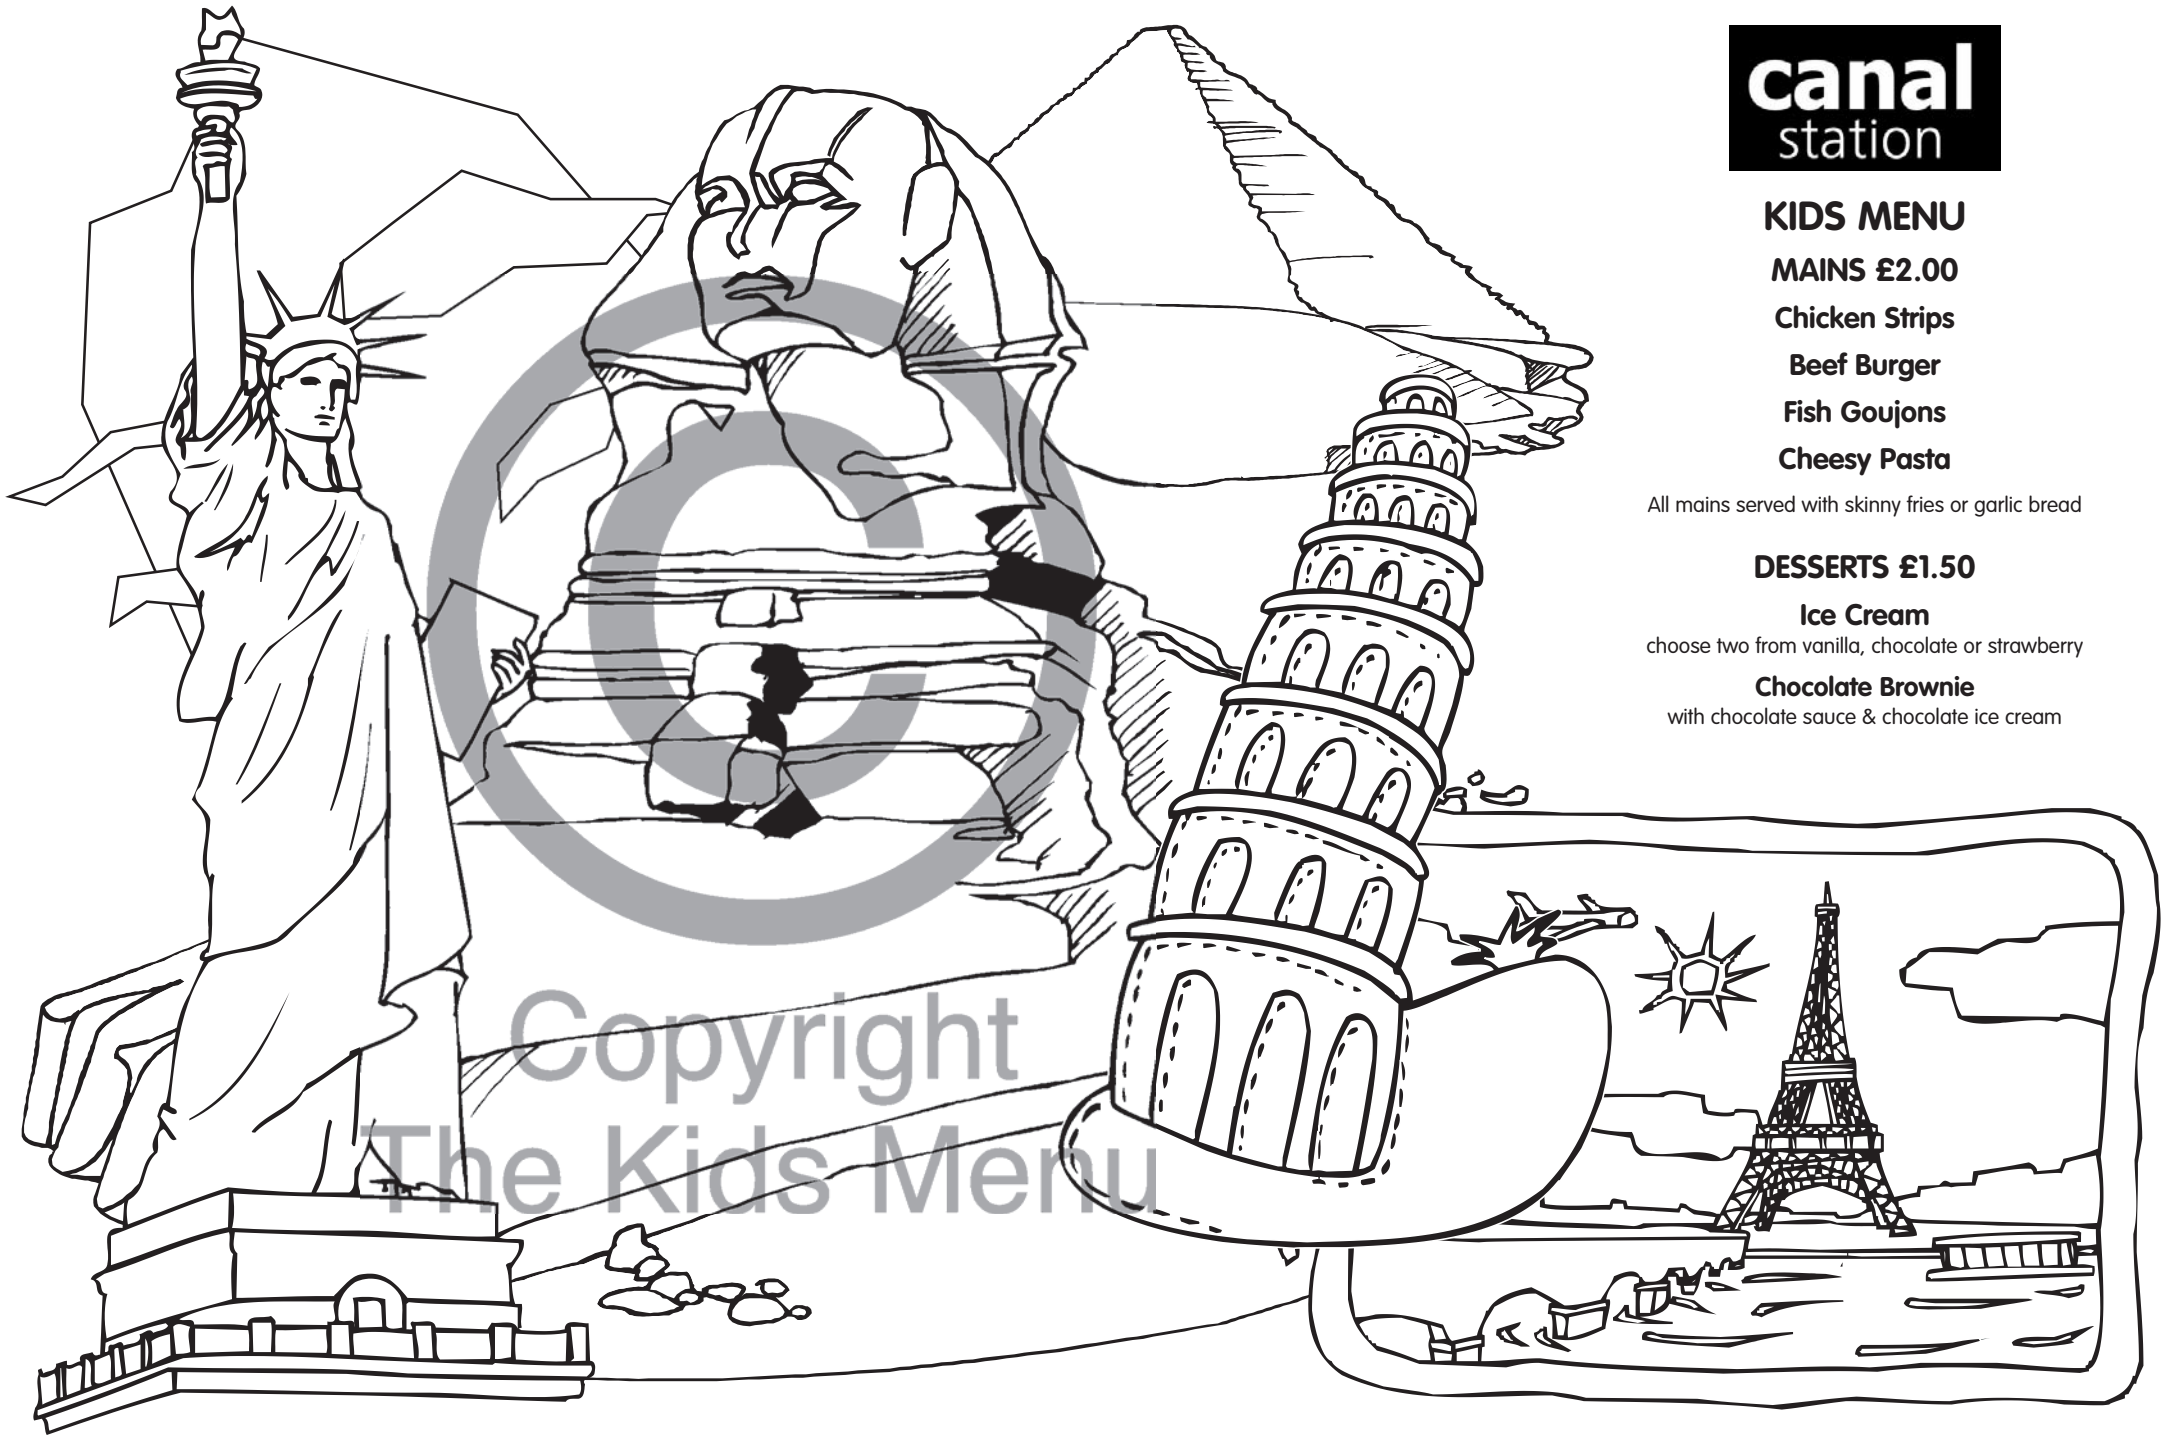 canal
station
KIDS MENU
MAINS £2.00
Chicken Strips
Beef Burger
Fish Goujons
Cheesy Pasta
All mains served with skinny fries or garlic bread
DESSERTS £1.50
Ice Cream
choose two from vanilla, chocolate or strawberry
Chocolate Brownie
with chocolate sauce & chocolate ice cream
©
Copyright
The Kids Menu